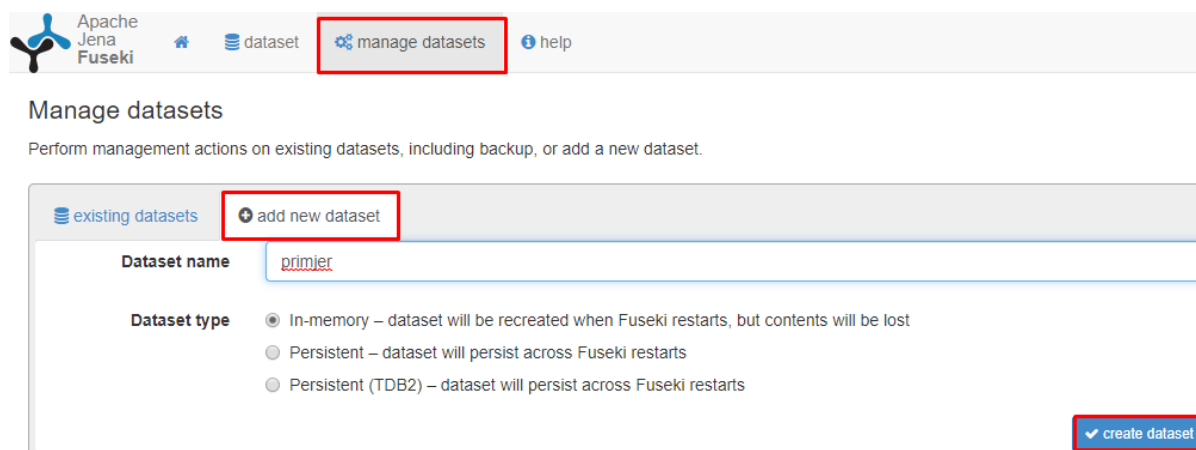 Apache
Jena
Fuseki
dataset
manage datasets
help
Manage datasets
Perform management actions on existing datasets, including backup, or add a new dataset.
existing datasets
add new dataset
Dataset name
primjer
Dataset type
In-memory – dataset will be recreated when Fuseki restarts, but contents will be lost
Persistent – dataset will persist across Fuseki restarts
Persistent (TDB2) – dataset will persist across Fuseki restarts
create dataset